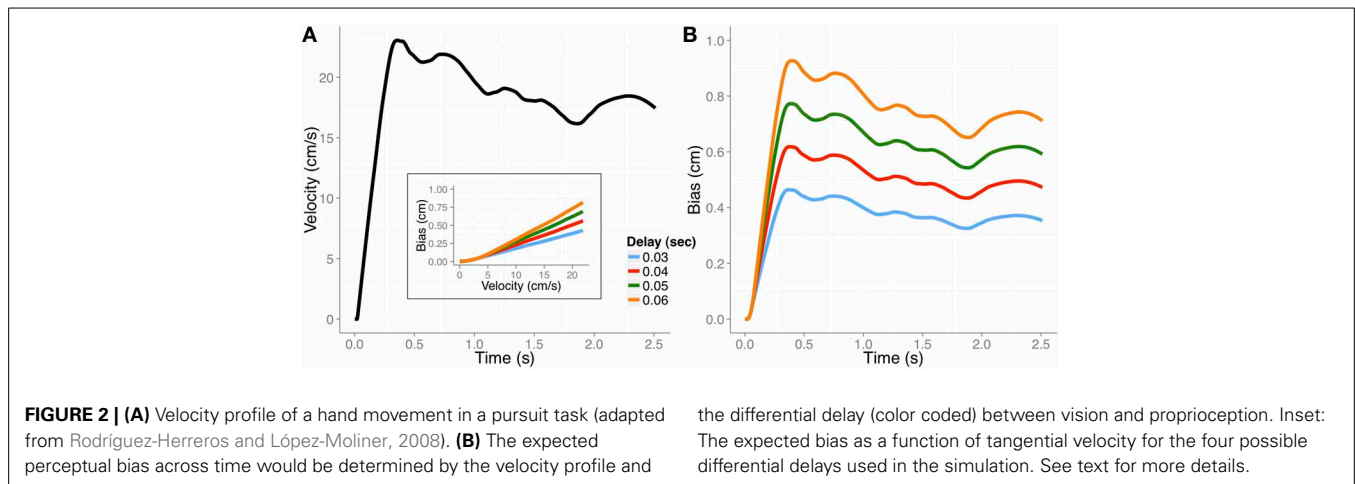 A
Velocity (cm/s)
20
15
10
5
0
0.0 0.5 1.0 1.5 2.0 2.5
Time (s)
Bias (cm)
1.00
0.75
0.50
0.25
0.00
0 5 10 15 20
Velocity (cm/s)
Delay (sec)
0.03
0.04
0.05
0.06
B
Bias (cm)
1.0
0.8
0.6
0.4
0.2
0.0
0.0 0.5 1.0 1.5 2.0 2.5
Time (s)
FIGURE 2 | (A) Velocity profile of a hand movement in a pursuit task (adapted
from Rodríguez-Herreros and López-Moliner, 2008). (B) The expected
perceptual bias across time would be determined by the velocity profile and
the differential delay (color coded) between vision and proprioception. Inset:
The expected bias as a function of tangential velocity for the four possible
differential delays used in the simulation. See text for more details.